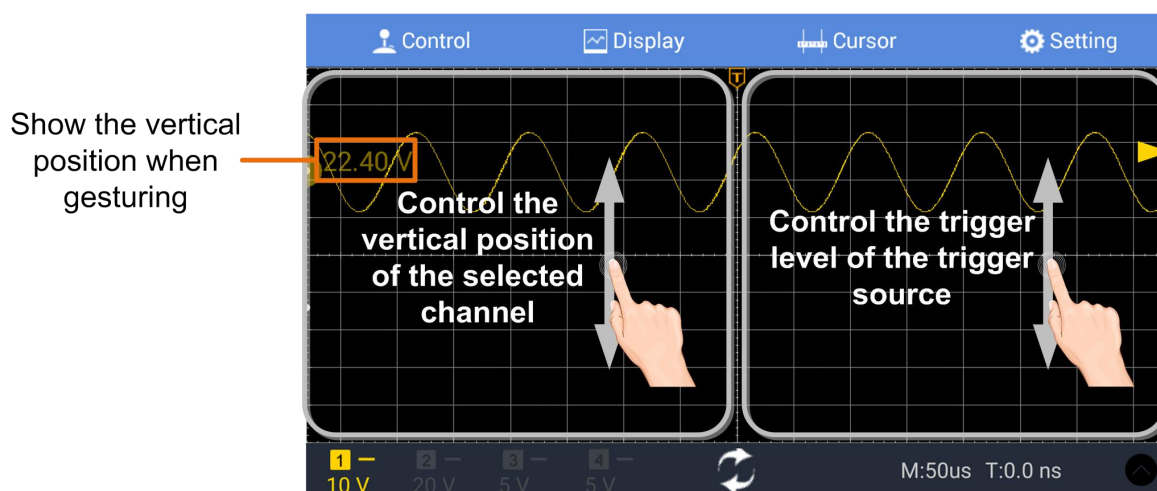 Control Display Cursor Setting
T
Show the vertical
position when
gesturing
22.40 V
Control the
vertical position
of the selected
channel
Control the trigger
level of the trigger
source
1 2 3 4
10 V 20 V 5 V 5 V
M:50us T:0.0 ns